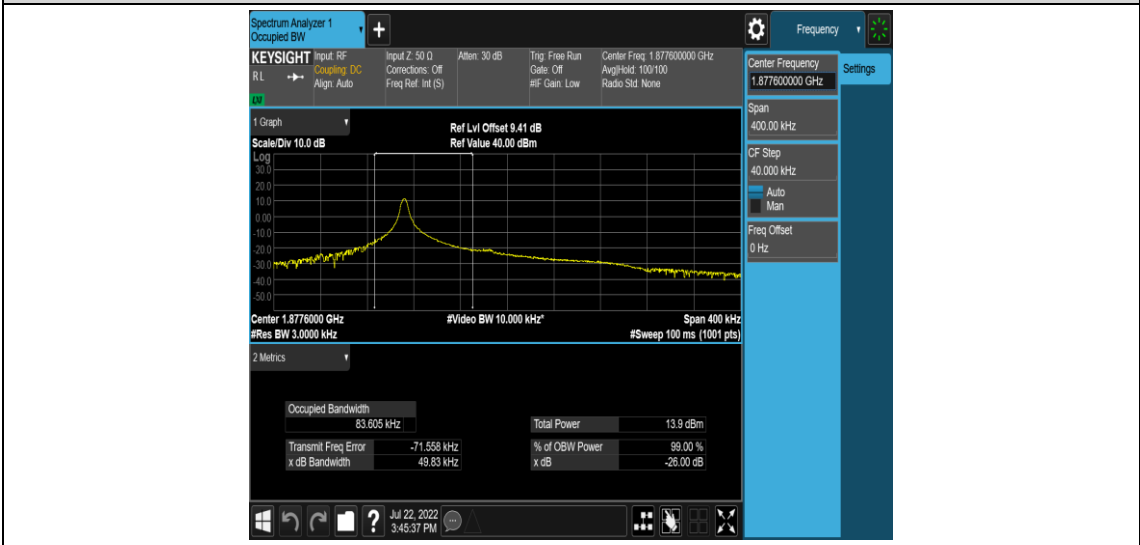 Spectrum Analyzer 1
Occupied BW
+
Frequency
KEYSIGHT
RL
LXI
Input: RF
Coupling: DC
Align: Auto
Input Z: 50 Ω
Corrections: Off
Freq Ref: Int (S)
Atten: 30 dB
Trig: Free Run
Gate: Off
#IF Gain: Low
Center Freq: 1.877600000 GHz
Avg|Hold: 100/100
Radio Std: None
Center Frequency
1.877600000 GHz
Settings
Span
400.00 kHz
CF Step
40.000 kHz
Auto
Man
Freq Offset
0 Hz
1 Graph
Scale/Div 10.0 dB
Ref Lvl Offset 9.41 dB
Ref Value 40.00 dBm
Log
30.0
20.0
10.0
0.00
-10.0
-20.0
-30.0
-40.0
-50.0
Center 1.8776000 GHz
#Video BW 10.000 kHz*
Span 400 kHz
#Res BW 3.0000 kHz
#Sweep 100 ms (1001 pts)
2 Metrics
Occupied Bandwidth
83.605 kHz
Total Power 13.9 dBm
Transmit Freq Error -71.558 kHz
% of OBW Power 99.00 %
x dB Bandwidth 49.83 kHz
x dB -26.00 dB
?
Jul 22, 2022
3:45:37 PM